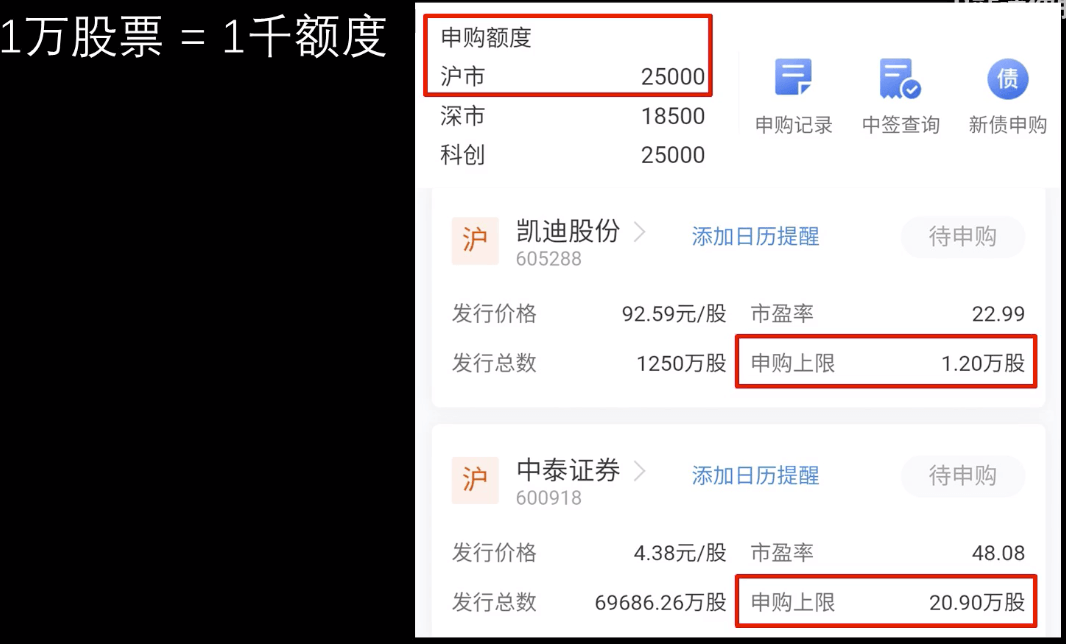 1万股票 = 1千额度
申购额度
沪市 25000
深市 18500
科创 25000
申购记录 中签查询 债 新债申购
沪 凯迪股份 添加日历提醒 待申购
605288
发行价格 92.59元/股 市盈率 22.99
发行总数 1250万股 申购上限 1.20万股
沪 中泰证券 添加日历提醒 待申购
600918
发行价格 4.38元/股 市盈率 48.08
发行总数 69686.26万股 申购上限 20.90万股